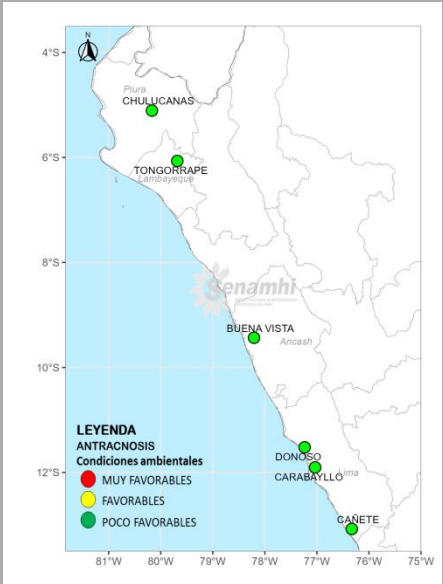 N
4°S
Piura
CHULUCANAS
6°S
TONGORRAPE
Lambayeque
8°S
Senamhi
BUENA VISTA
Ancash
10°S
LEYENDA
ANTRACNOSIS
Condiciones ambientales
MUY FAVORABLES
FAVORABLES
POCO FAVORABLES
DONOSO
CARABAYLLO
Lima
12°S
CAÑETE
81°W
80°W
79°W
78°W
77°W
76°W
75°W